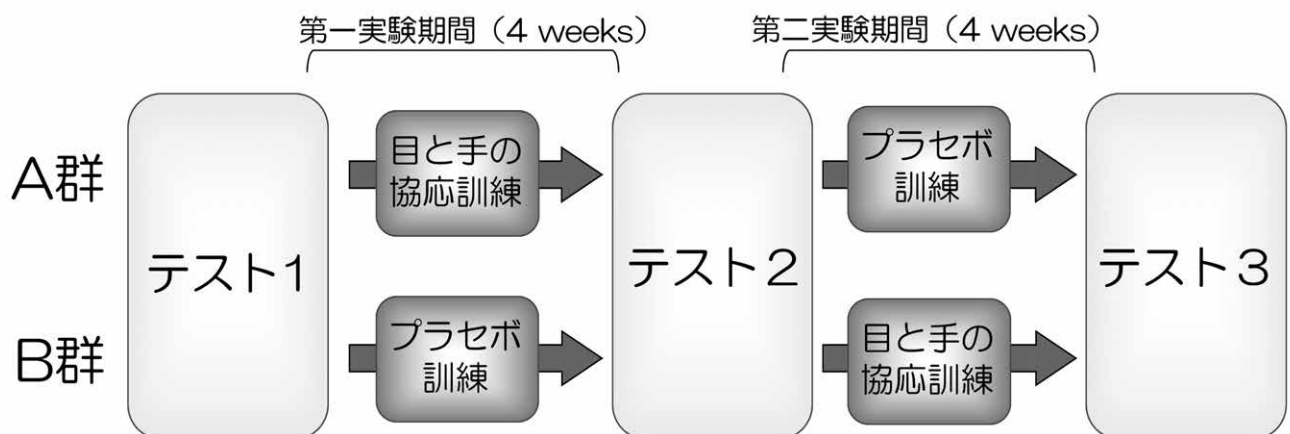 第一実験期間（4 weeks）
第二実験期間（4 weeks）
A群
目と手の
協応訓練
プラセボ
訓練
テスト1
テスト2
テスト3
B群
プラセボ
訓練
目と手の
協応訓練